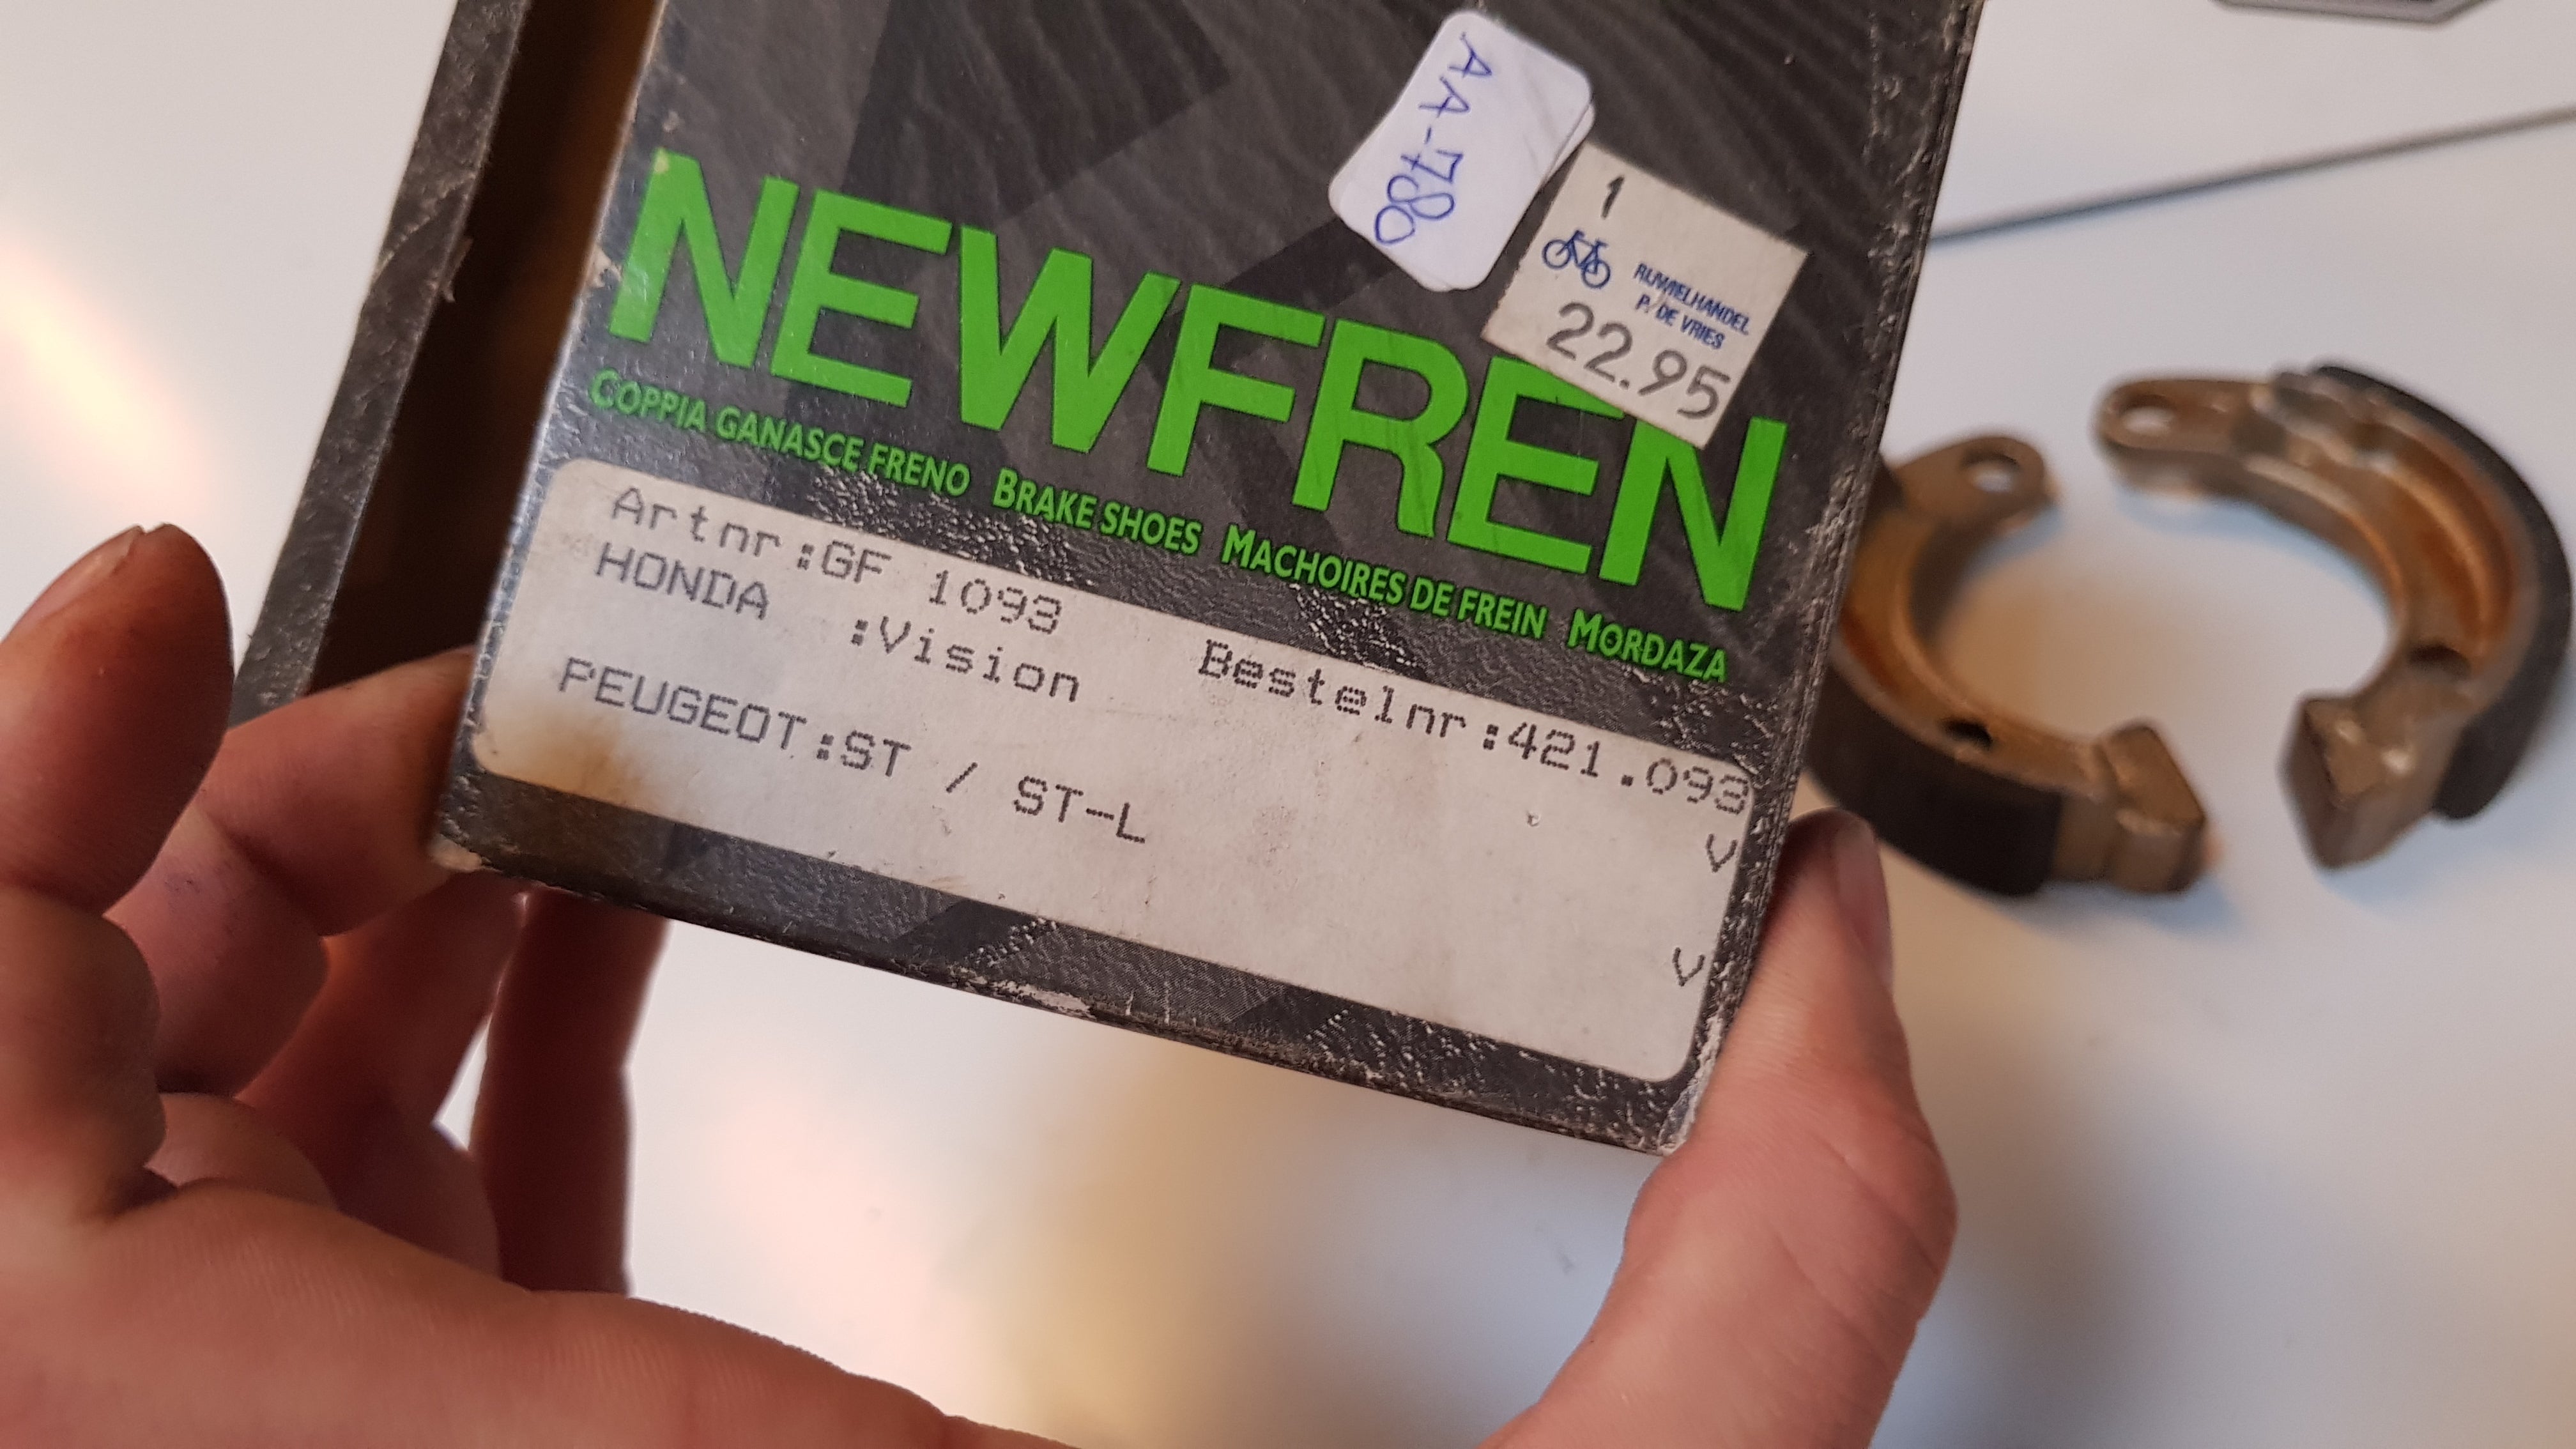 AA-780
1
RIJWIELHANDEL
P. DE VRIES
22.95
NEWFREN
COPPIA GANASCE FRENO BRAKE SHOES MACHOIRES DE FREIN MORDAZA
Artnr:GF 1093 Bestelnr:421.093
HONDA :Vision V
PEUGEOT:ST / ST-L V